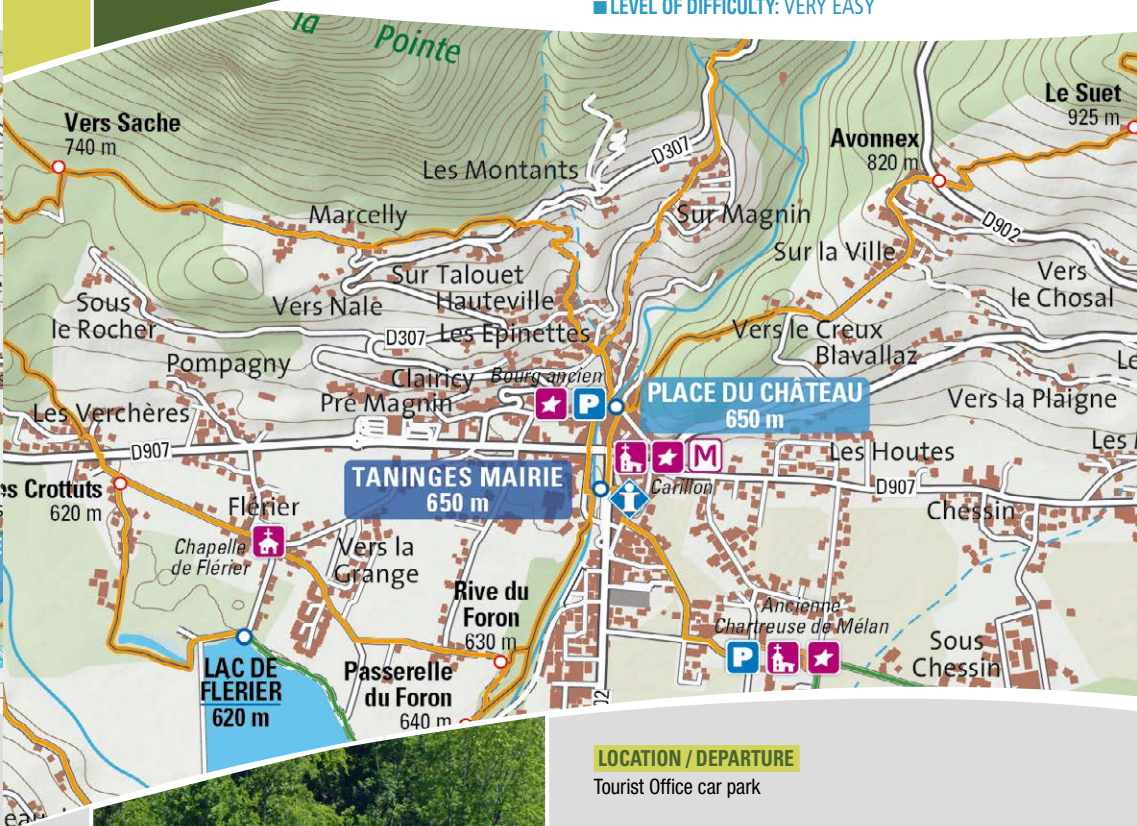 ■ LEVEL OF DIFFICULTY: VERY EASY
la Pointe
Vers Sache
740 m
Le Suet
925 m
Avonnex
820 m
Les Montants
D307
Marcelly
Sur Magnin
D902
Sur la Ville
Sur Talouet
Vers
le Chosal
Sous
le Rocher
Vers Nale
Hauteville
D307
Les Epinettes
Vers le Creux
Blavallaz
Pompagny
Clairicy
Bourg ancien
P
PLACE DU CHÂTEAU
650 m
Pré Magnin
Vers la Plaigne
Les Verchères
D907
M
Les Houtes
TANINGES MAIRIE
650 m
Carillon
D907
Chessin
es Crottuts
620 m
Flérier
Chapelle
de Flérier
Vers la
Grange
Rive du
Foron
630 m
Ancienne
Chartreuse de Mélan
P
Sous
Chessin
LAC DE
FLERIER
620 m
Passerelle
du Foron
640 m
LOCATION / DEPARTURE
Tourist Office car park